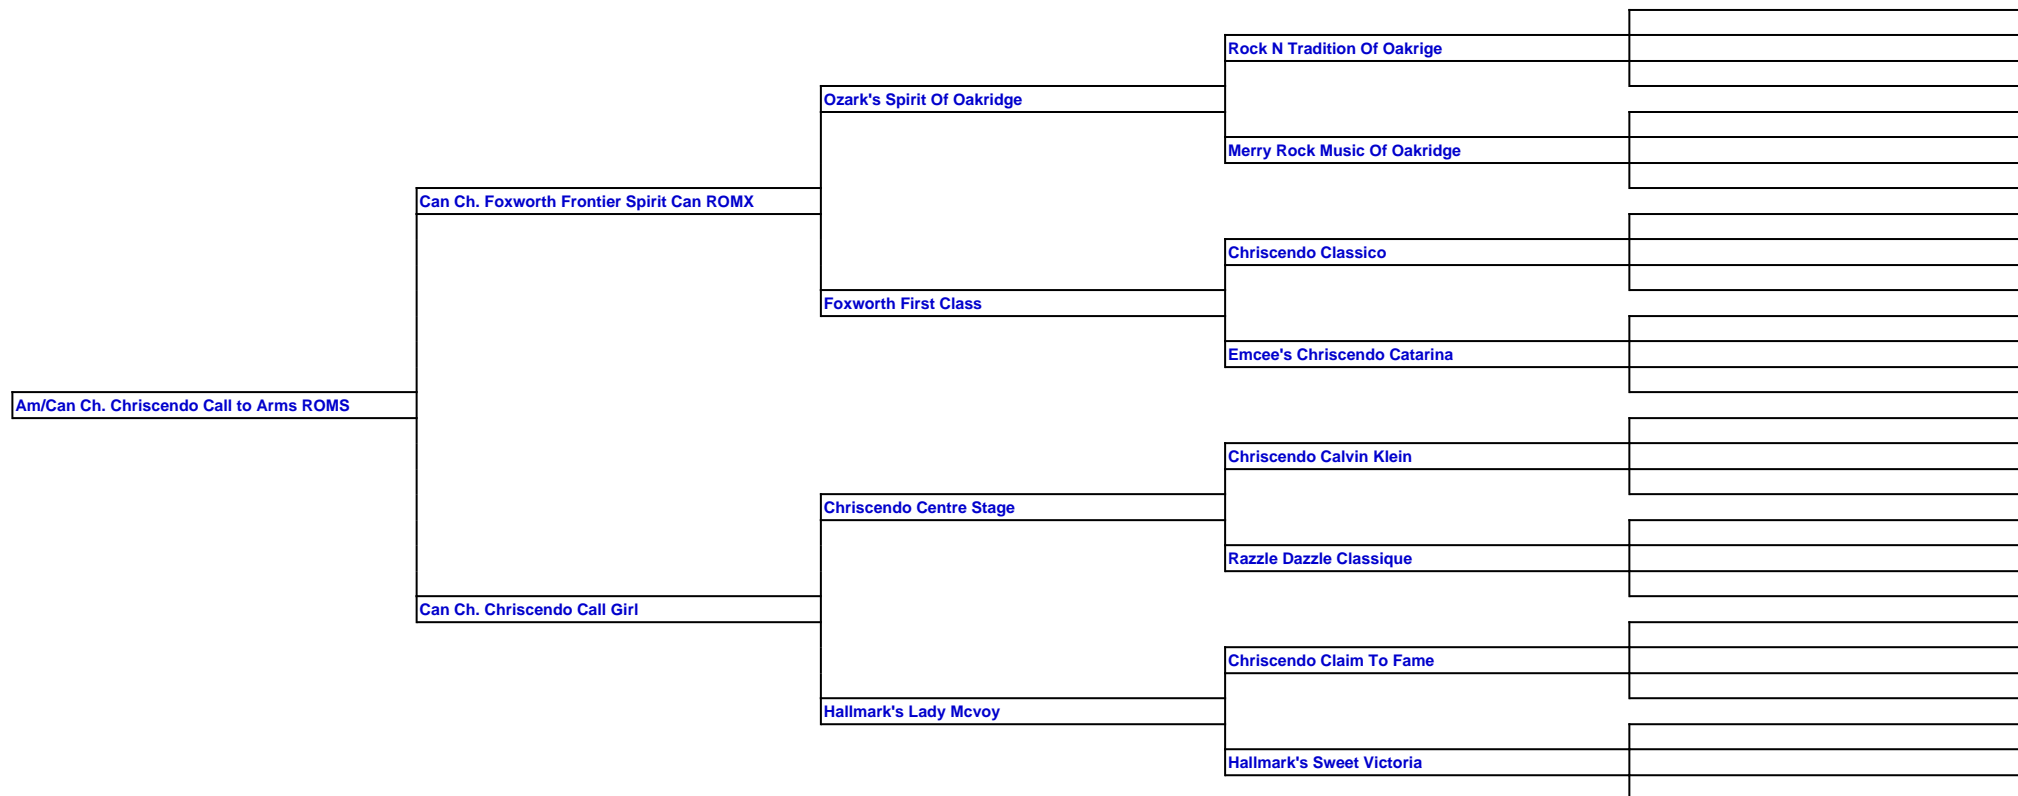 Rock N Tradition Of Oakrige
Ozark's Spirit Of Oakridge
Merry Rock Music Of Oakridge
Can Ch. Foxworth Frontier Spirit Can ROMX
Chriscendo Classico
Foxworth First Class
Emcee's Chriscendo Catarina
Am/Can Ch. Chriscendo Call to Arms ROMS
Chriscendo Calvin Klein
Chriscendo Centre Stage
Razzle Dazzle Classique
Can Ch. Chriscendo Call Girl
Chriscendo Claim To Fame
Hallmark's Lady Mcvoy
Hallmark's Sweet Victoria